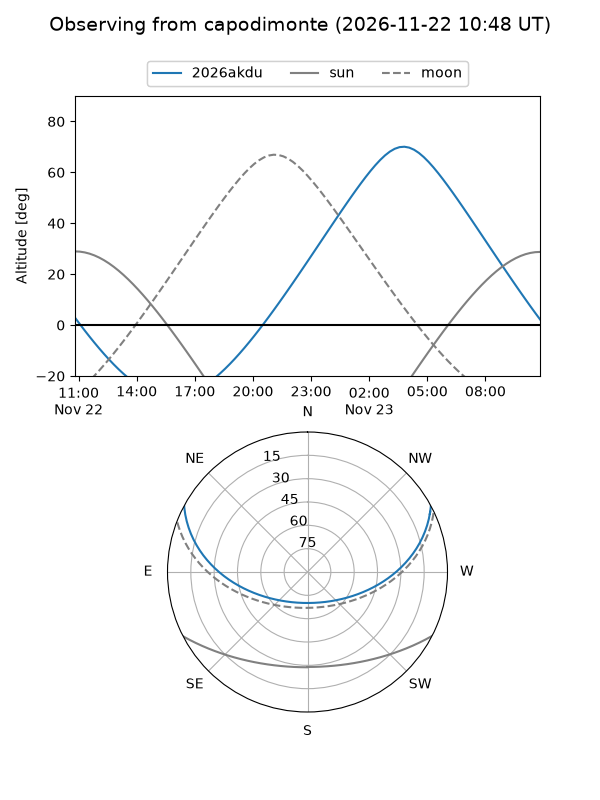 Observing from capodimonte (2026-11-22 10:48 UT)
2026akdu sun moon
80
60
40
20
0
−20
Altitude [deg]
11:00 14:00 17:00 20:00 23:00 02:00 05:00 08:00
Nov 22 Nov 23
N
NE NW
15
30
45
60
75
E W
SE SW
S